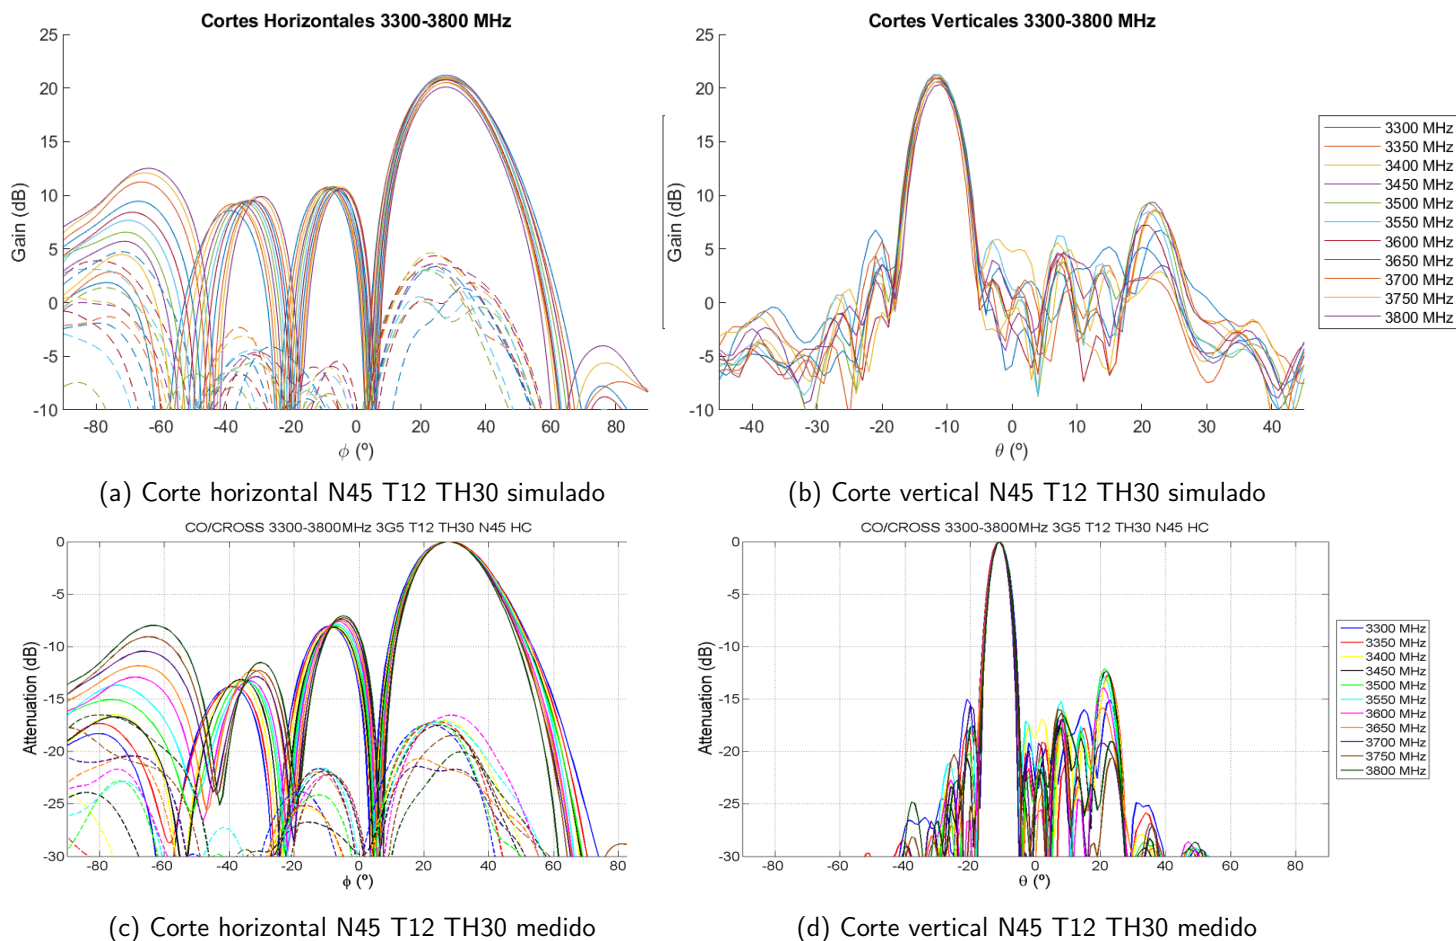 Cortes Horizontales 3300-3800 MHz
25
20
15
10
5
0
-5
-10
Gain (dB)
-80 -60 -40 -20 0 20 40 60 80
ϕ (º)
(a) Corte horizontal N45 T12 TH30 simulado
Cortes Verticales 3300-3800 MHz
25
20
15
10
5
0
-5
-10
Gain (dB)
-40 -30 -20 -10 0 10 20 30 40
θ (º)
3300 MHz
3350 MHz
3400 MHz
3450 MHz
3500 MHz
3550 MHz
3600 MHz
3650 MHz
3700 MHz
3750 MHz
3800 MHz
(b) Corte vertical N45 T12 TH30 simulado
CO/CROSS 3300-3800MHz 3G5 T12 TH30 N45 HC
0
-5
-10
-15
-20
-25
-30
Attenuation (dB)
-80 -60 -40 -20 0 20 40 60 80
ϕ (º)
(c) Corte horizontal N45 T12 TH30 medido
CO/CROSS 3300-3800MHz 3G5 T12 TH30 N45 HC
0
-5
-10
-15
-20
-25
-30
Attenuation (dB)
-80 -60 -40 -20 0 20 40 60 80
θ (º)
3300 MHz
3350 MHz
3400 MHz
3450 MHz
3500 MHz
3550 MHz
3600 MHz
3650 MHz
3700 MHz
3750 MHz
3800 MHz
(d) Corte vertical N45 T12 TH30 medido